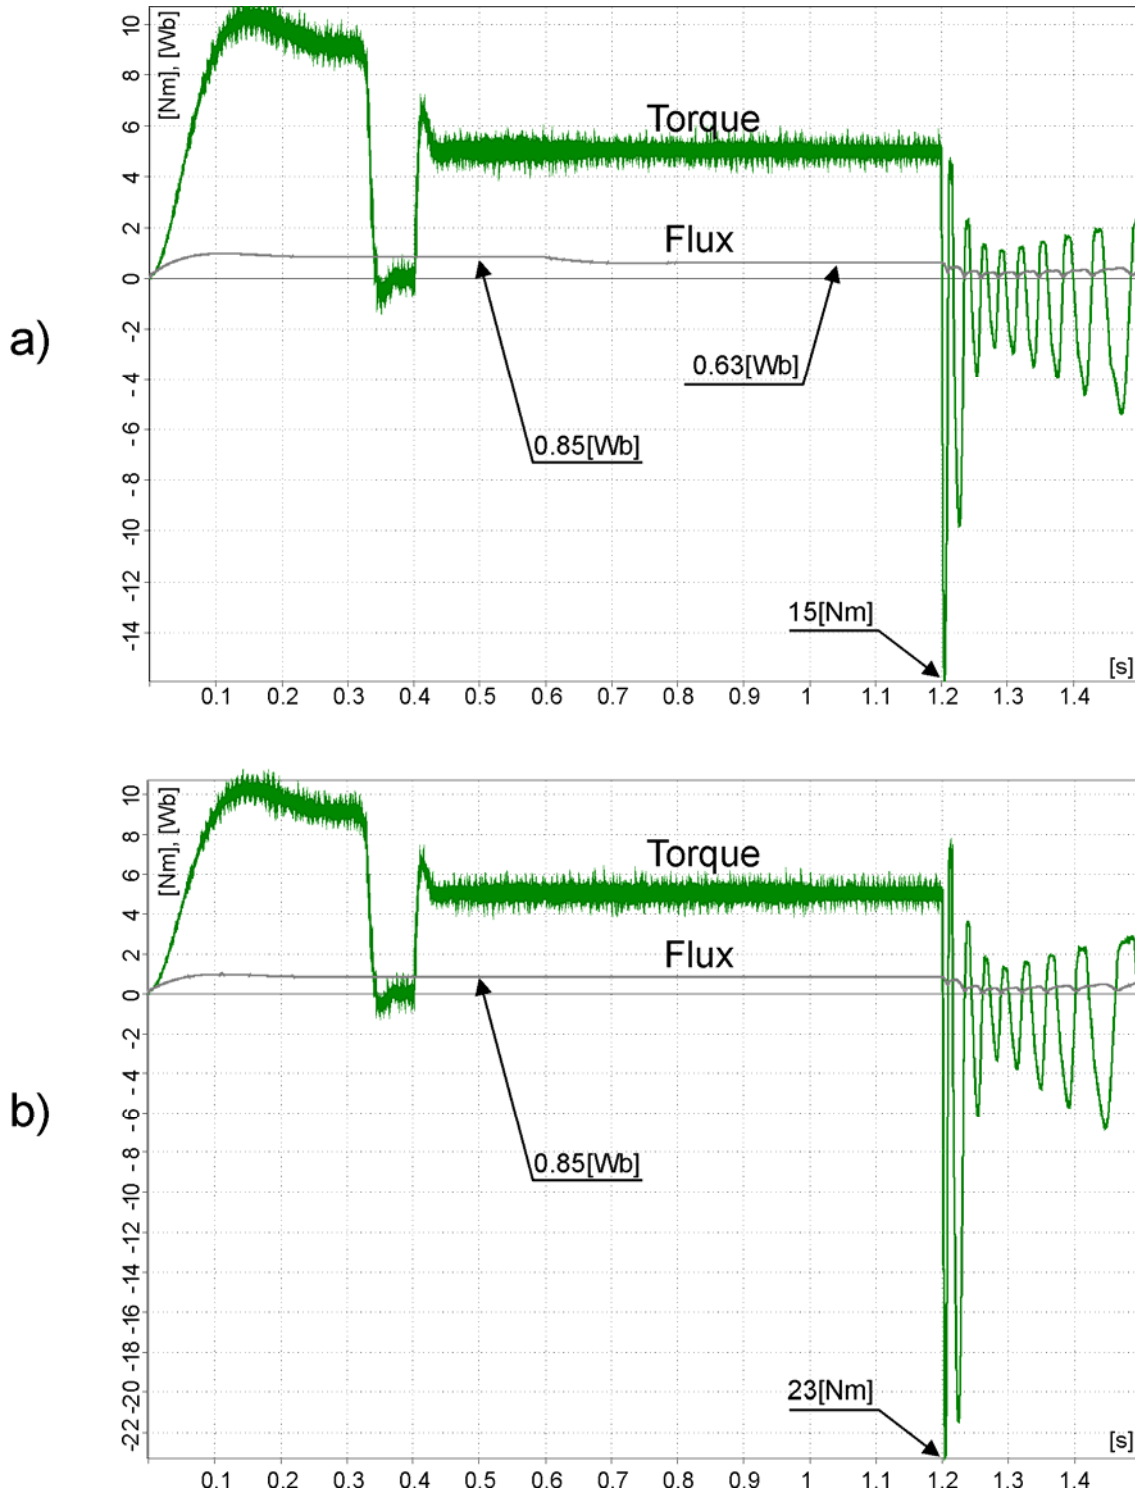 a)
[Nm], [Wb]
10
8
6
4
2
0
-2
-4
-6
-8
-10
-12
-14
Torque
Flux
0.63[Wb]
0.85[Wb]
15[Nm]
[s]
0.1 0.2 0.3 0.4 0.5 0.6 0.7 0.8 0.9 1 1.1 1.2 1.3 1.4
b)
[Nm], [Wb]
10
8
6
4
2
0
-2
-4
-6
-8
-10
-12
-14
-16
-18
-20
-22
Torque
Flux
0.85[Wb]
23[Nm]
[s]
0.1 0.2 0.3 0.4 0.5 0.6 0.7 0.8 0.9 1 1.1 1.2 1.3 1.4